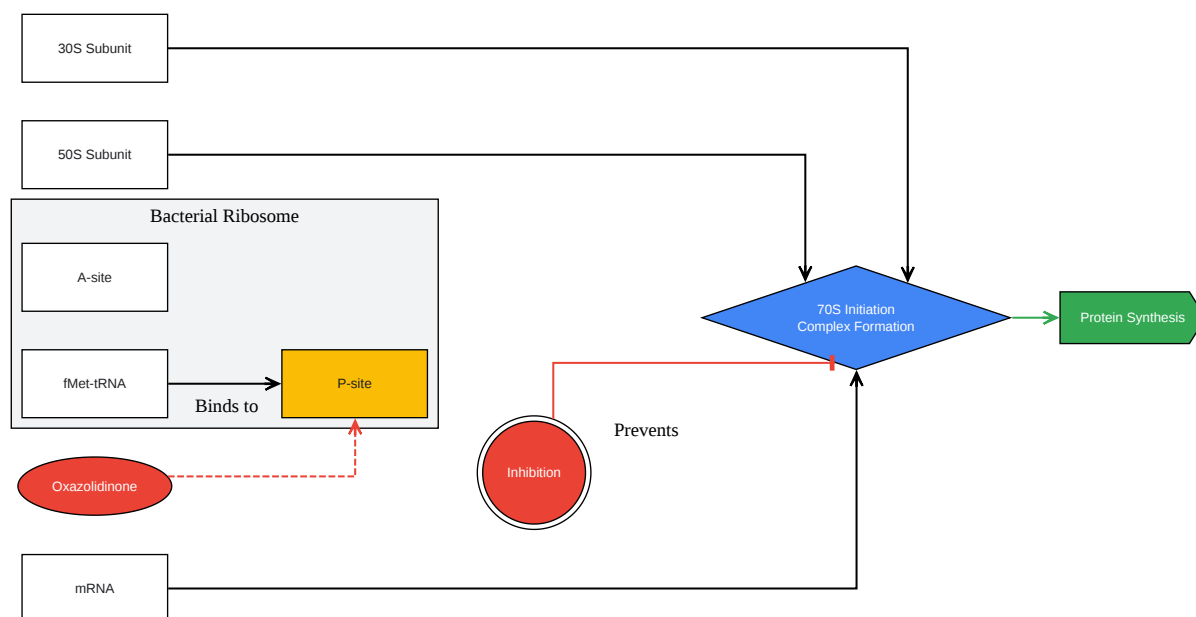 30S Subunit
50S Subunit
Bacterial Ribosome
A-site
70S Initiation
Complex Formation
Protein Synthesis
fMet-tRNA
Binds to
P-site
Prevents
Oxazolidinone
Inhibition
mRNA